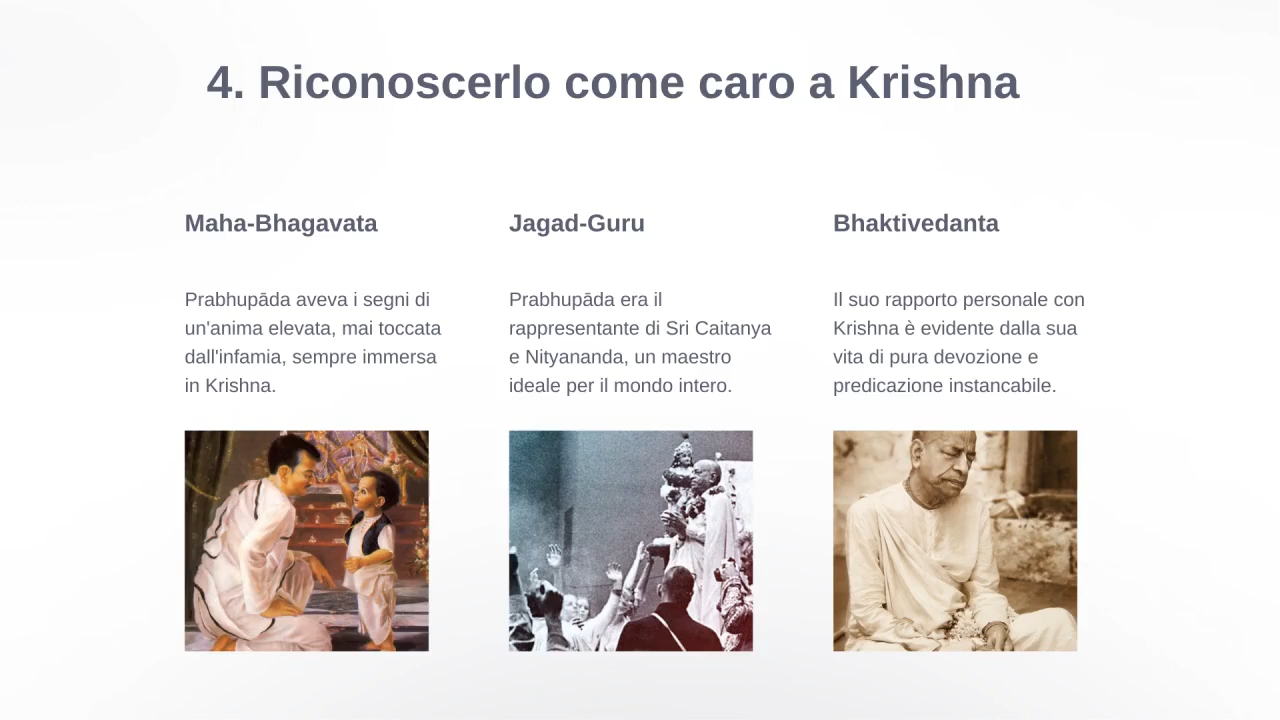 4. Riconoscerlo come caro a Krishna
Maha-Bhagavata
Prabhupāda aveva i segni di
un'anima elevata, mai toccata
dall'infamia, sempre immersa
in Krishna.
Jagad-Guru
Prabhupāda era il
rappresentante di Sri Caitanya
e Nityananda, un maestro
ideale per il mondo intero.
Bhaktivedanta
Il suo rapporto personale con
Krishna è evidente dalla sua
vita di pura devozione e
predicazione instancabile.